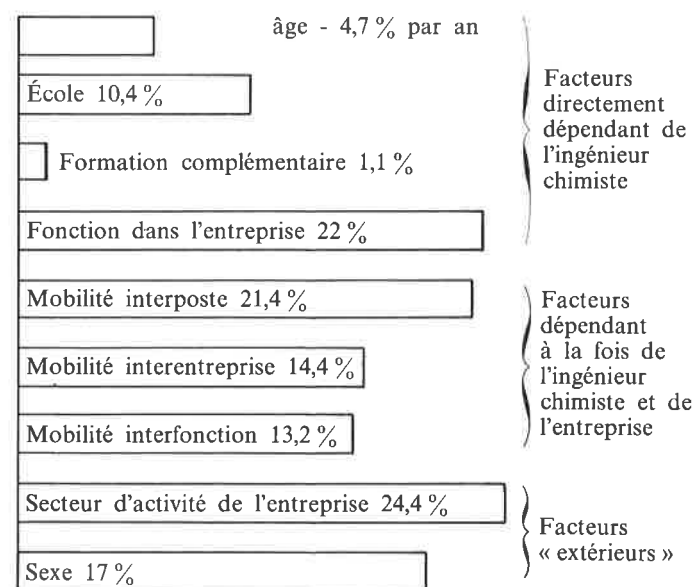 âge - 4,7 % par an
École 10,4 %
Formation complémentaire 1,1 %
Fonction dans l'entreprise 22 %
Facteurs
directement
dépendant de
l'ingénieur
chimiste
Mobilité interposte 21,4 %
Mobilité interentreprise 14,4 %
Mobilité interfonction 13,2 %
Facteurs
dépendant
à la fois de
l'ingénieur
chimiste et de
l'entreprise
Secteur d'activité de l'entreprise 24,4 %
Sexe 17 %
Facteurs
« extérieurs »